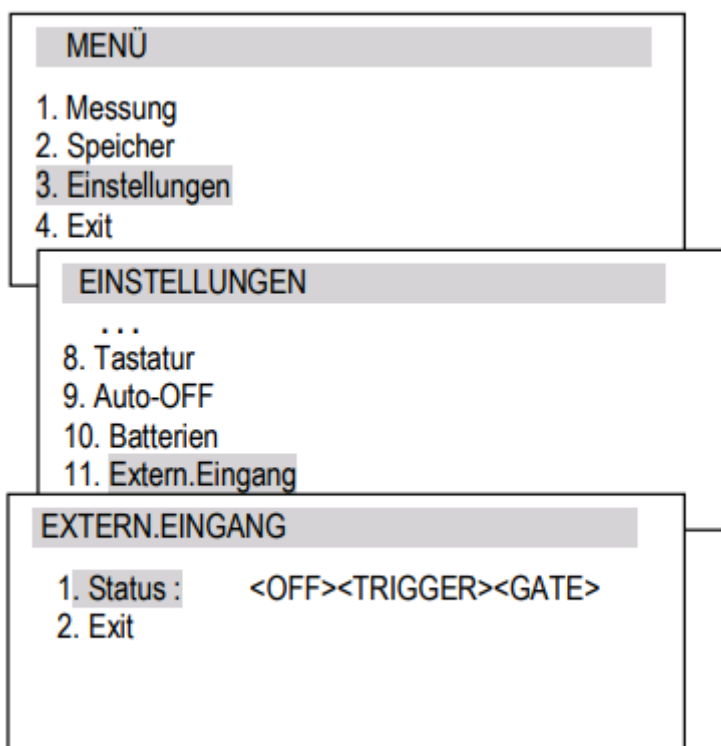 MENÜ
1. Messung
2. Speicher
3. Einstellungen
4. Exit
EINSTELLUNGEN
. . .
8. Tastatur
9. Auto-OFF
10. Batterien
11. Extern.Eingang
EXTERN.EINGANG
1. Status : <OFF><TRIGGER><GATE>
2. Exit